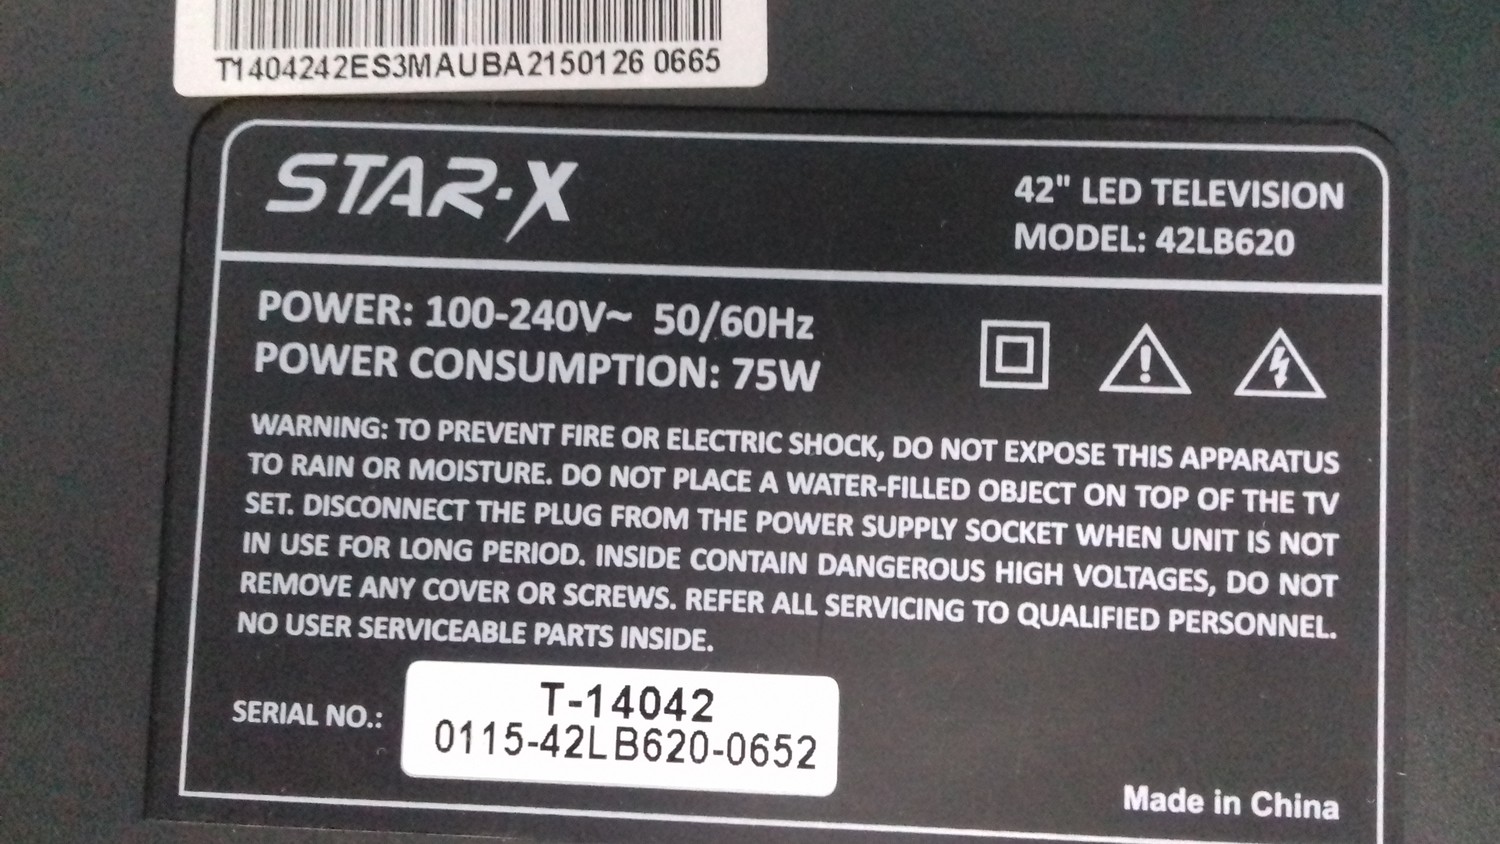 T1404242ES3MAUBA2150126 0665
STAR-X
42" LED TELEVISION
MODEL: 42LB620
POWER: 100-240V~ 50/60Hz
POWER CONSUMPTION: 75W
WARNING: TO PREVENT FIRE OR ELECTRIC SHOCK, DO NOT EXPOSE THIS APPARATUS
TO RAIN OR MOISTURE. DO NOT PLACE A WATER-FILLED OBJECT ON TOP OF THE TV
SET. DISCONNECT THE PLUG FROM THE POWER SUPPLY SOCKET WHEN UNIT IS NOT
IN USE FOR LONG PERIOD. INSIDE CONTAIN DANGEROUS HIGH VOLTAGES, DO NOT
REMOVE ANY COVER OR SCREWS. REFER ALL SERVICING TO QUALIFIED PERSONNEL.
NO USER SERVICEABLE PARTS INSIDE.
SERIAL NO.:
T-14042
0115-42LB620-0652
Made in China